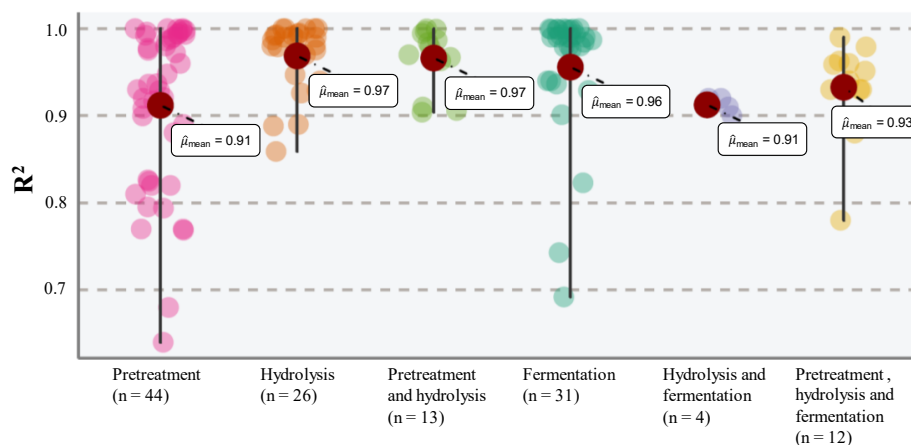 1.0
0.9
0.8
0.7
R²
μ̂mean = 0.91
μ̂mean = 0.97
μ̂mean = 0.97
μ̂mean = 0.96
μ̂mean = 0.91
μ̂mean = 0.93
Pretreatment
(n = 44)
Hydrolysis
(n = 26)
Pretreatment
and hydrolysis
(n = 13)
Fermentation
(n = 31)
Hydrolysis and
fermentation
(n = 4)
Pretreatment ,
hydrolysis and
fermentation
(n = 12)